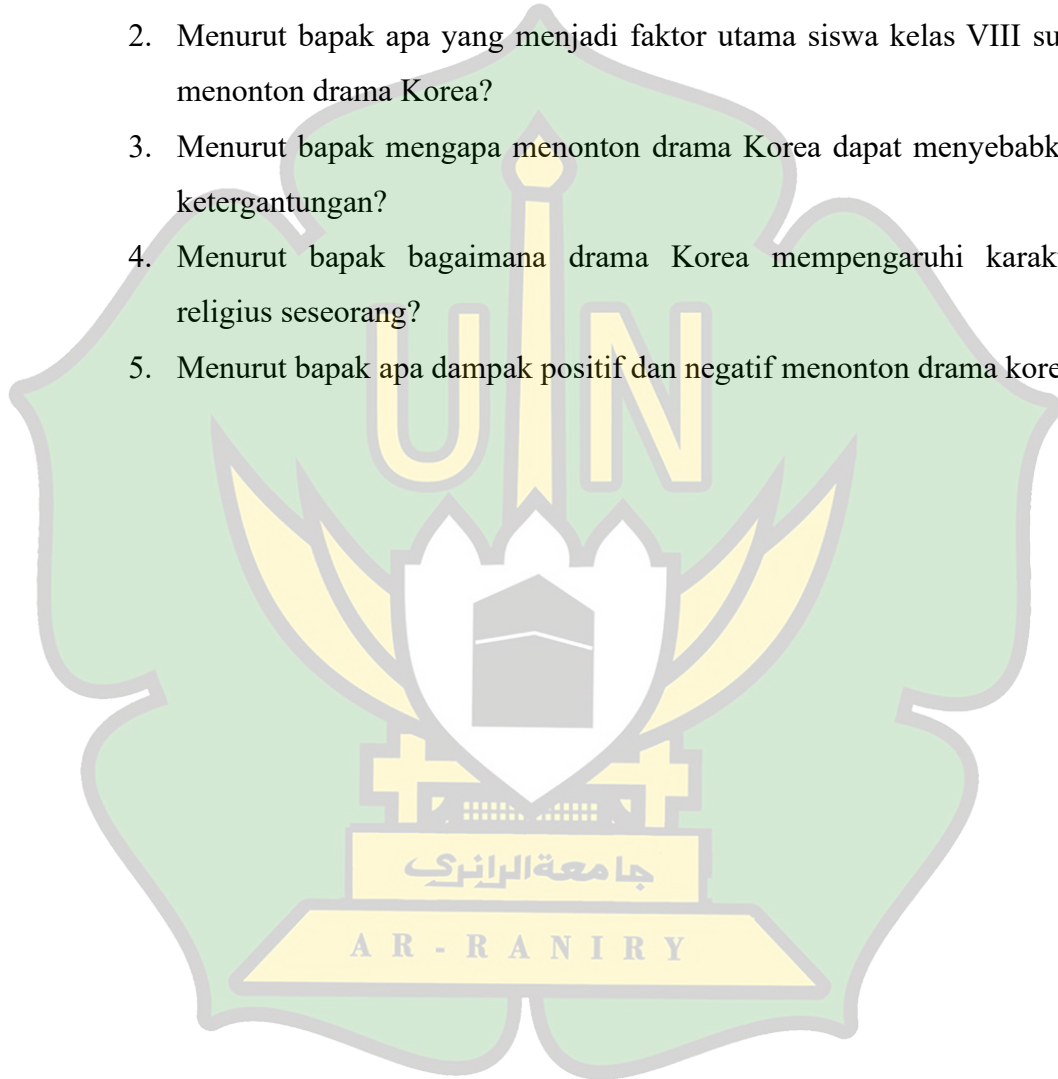 2. Menurut bapak apa yang menjadi faktor utama siswa kelas VIII su
menonton drama Korea?
3. Menurut bapak mengapa menonton drama Korea dapat menyebabk
ketergantungan?
4. Menurut bapak bagaimana drama Korea mempengaruhi karak
religius seseorang?
5. Menurut bapak apa dampak positif dan negatif menonton drama kore
UIN
جامعة الرانري
AR-RANIRY